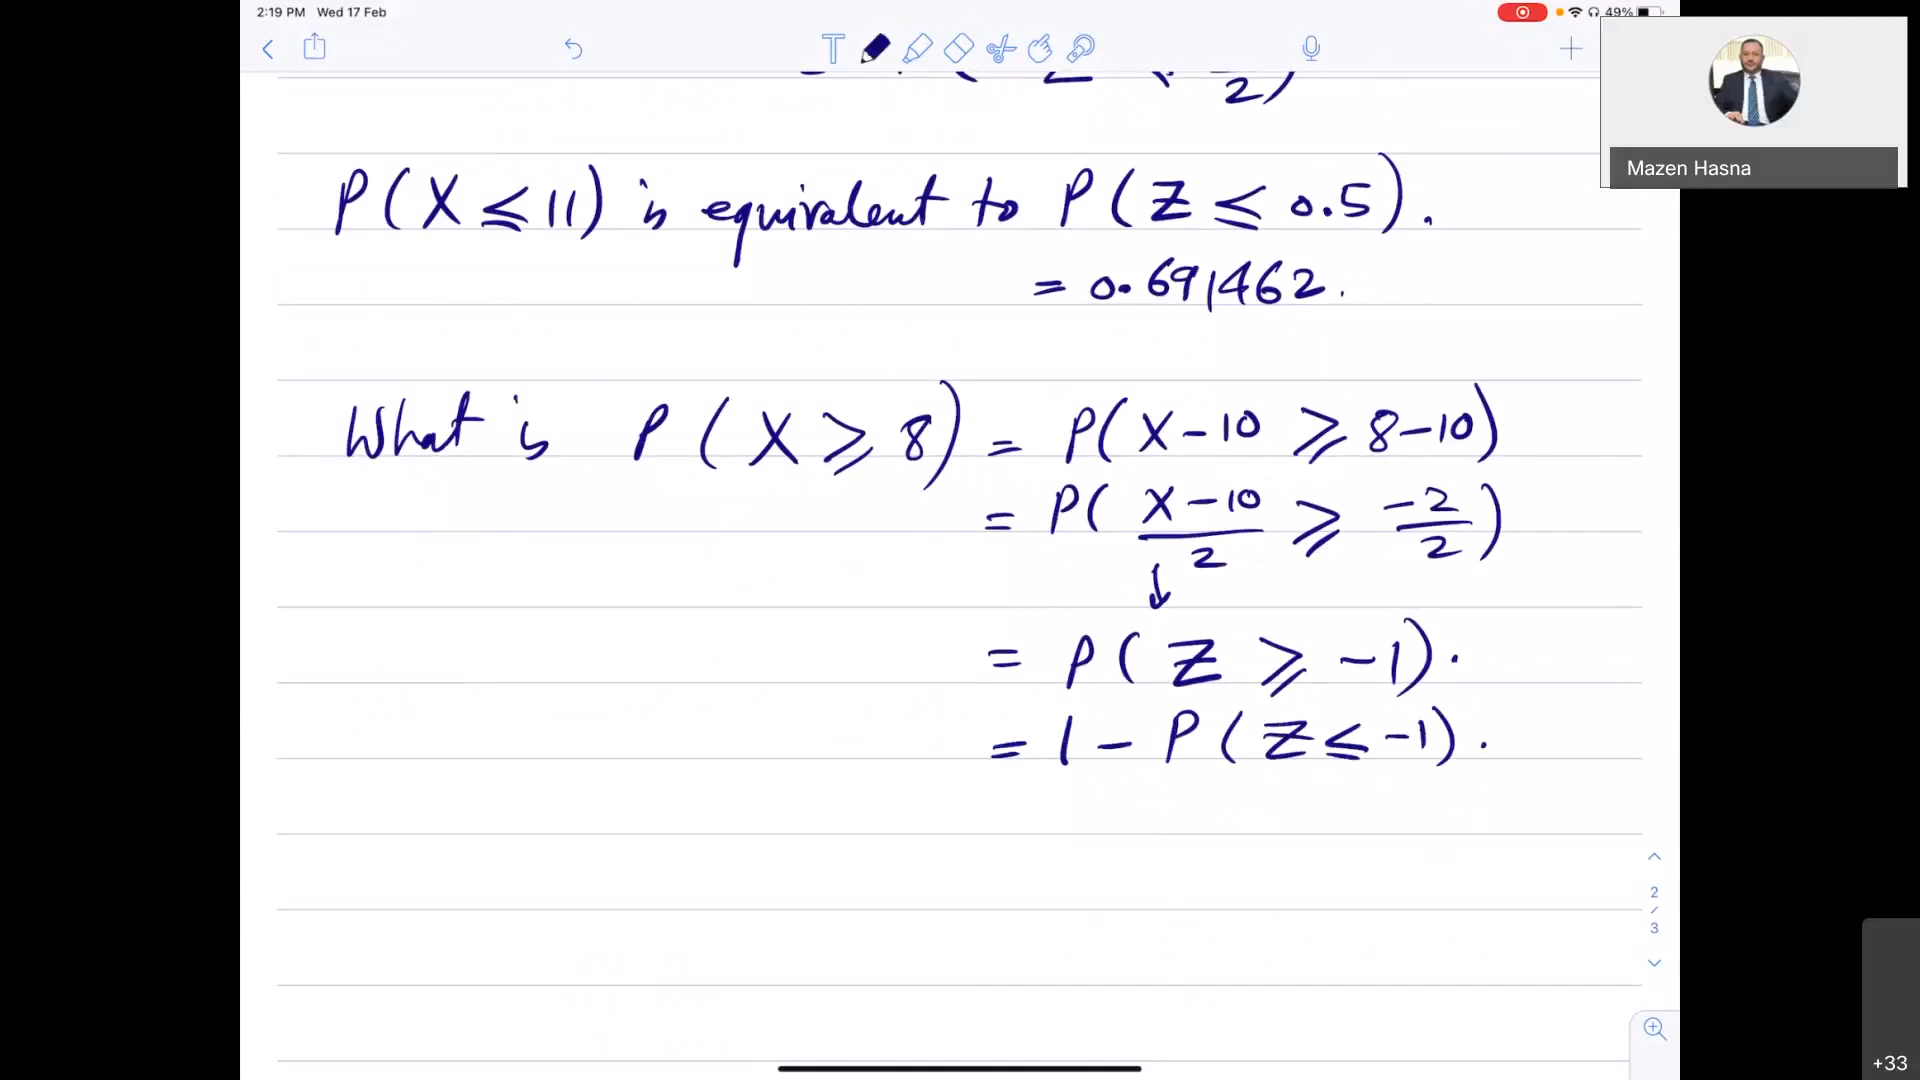 2:19 PM Wed 17 Feb
49%
T
2)
Mazen Hasna
P(X ≤ 11) is equivalent to P(Z ≤ 0.5).
= 0.691462.
What is P(X ≥ 8) = P(X-10 ≥ 8-10)
= P( X-10 / 2 ≥ -2 / 2 )
↓
= P( Z ≥ -1).
= 1 - P( Z ≤ -1).
2
/
3
+33